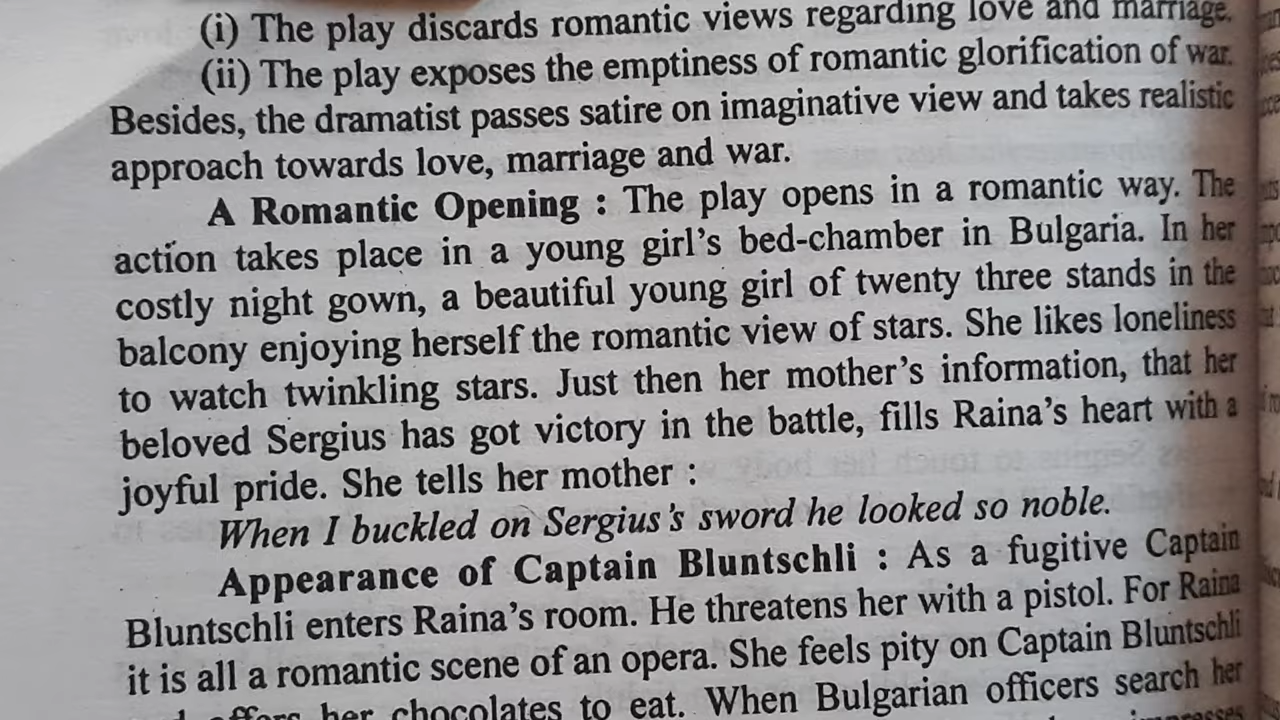 (i) The play discards romantic views regarding love and marriage.
(ii) The play exposes the emptiness of romantic glorification of war.
Besides, the dramatist passes satire on imaginative view and takes realistic
approach towards love, marriage and war.
A Romantic Opening : The play opens in a romantic way. The
action takes place in a young girl's bed-chamber in Bulgaria. In her
costly night gown, a beautiful young girl of twenty three stands in the
balcony enjoying herself the romantic view of stars. She likes loneliness
to watch twinkling stars. Just then her mother's information, that her
beloved Sergius has got victory in the battle, fills Raina's heart with a
joyful pride. She tells her mother :
When I buckled on Sergius's sword he looked so noble.
Appearance of Captain Bluntschli : As a fugitive Captain
Bluntschli enters Raina's room. He threatens her with a pistol. For Raina
it is all a romantic scene of an opera. She feels pity on Captain Bluntschli
her chocolates to eat. When Bulgarian officers search her